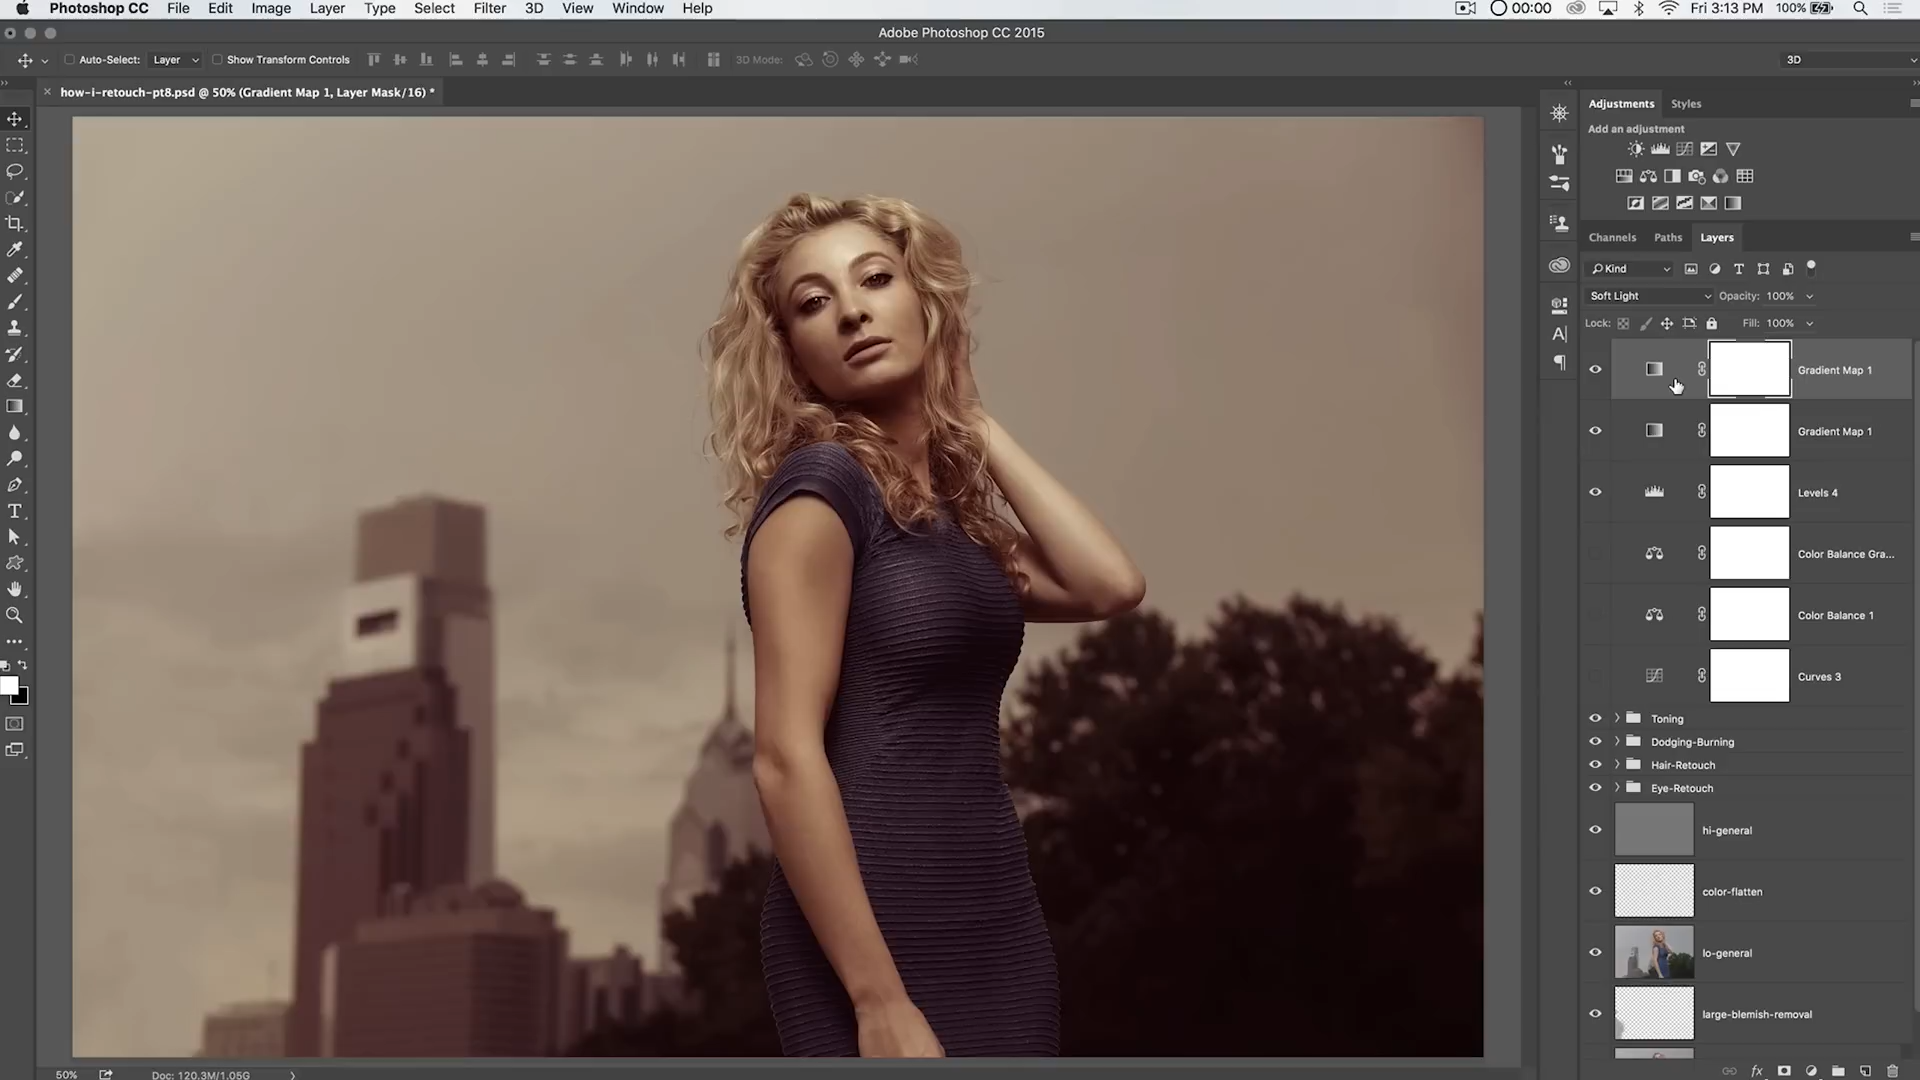 Photoshop CC File Edit Image Layer Type Select Filter 3D View Window Help 00:00 Fri 3:13 PM 100%
Adobe Photoshop CC 2015
Auto-Select: Layer Show Transform Controls 3D Mode: 3D
how-i-retouch-pt8.psd @ 50% (Gradient Map 1, Layer Mask/16) *
Adjustments Styles
Add an adjustment
Channels Paths Layers
Kind
Soft Light Opacity: 100%
Lock: Fill: 100%
Gradient Map 1
Gradient Map 1
Levels 4
Color Balance Gra...
Color Balance 1
Curves 3
Toning
Dodging-Burning
Hair-Retouch
Eye-Retouch
hi-general
color-flatten
lo-general
large-blemish-removal
50% Doc: 120.3M/1.05G